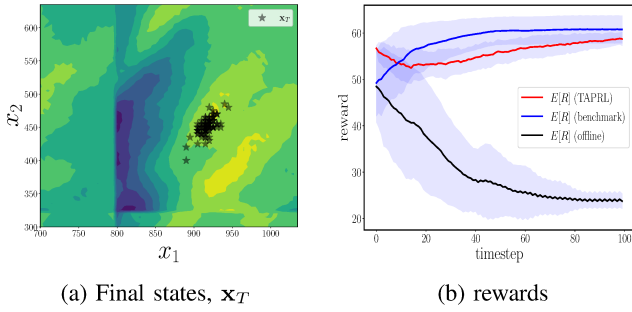 x_T
x_2
600
550
500
450
400
350
300
700
750
800
850
900
950
1000
x_1
(a) Final states, x_T
reward
70
60
50
40
30
20
E[R] (TAPRL)
E[R] (benchmark)
E[R] (offline)
0
20
40
60
80
100
timestep
(b) rewards